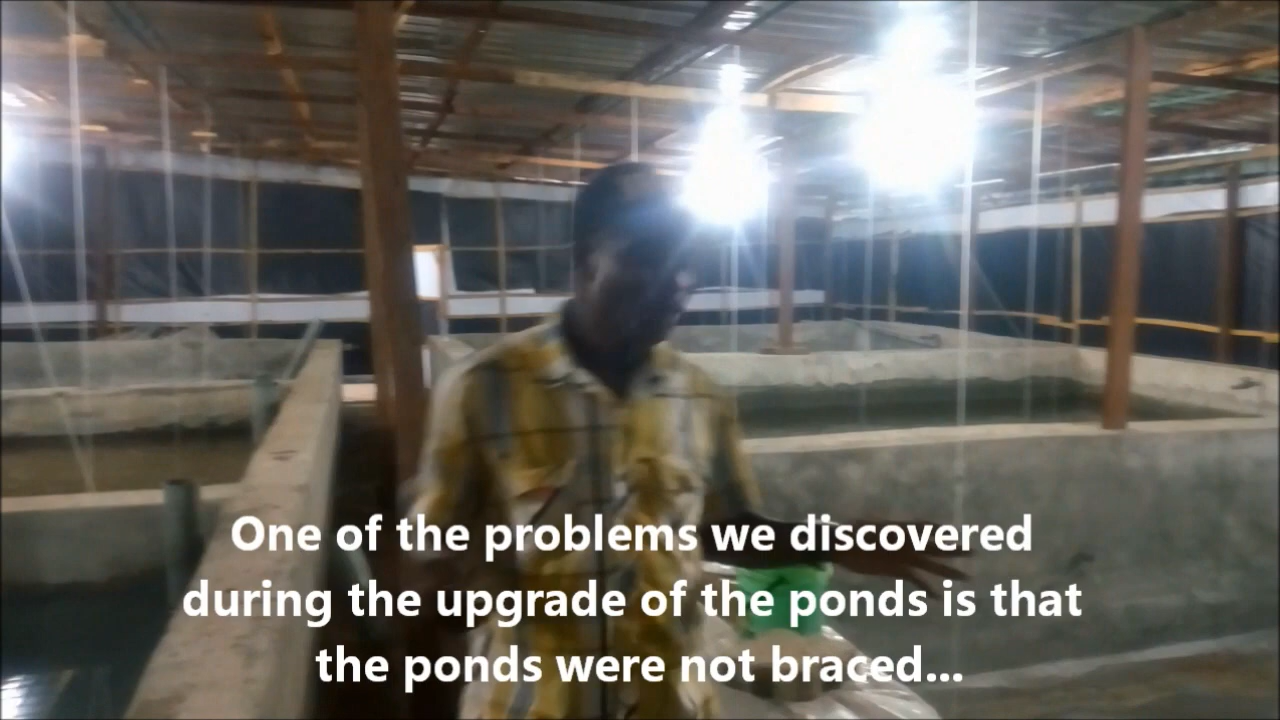 One of the problems we discovered
during the upgrade of the ponds is that
the ponds were not braced...